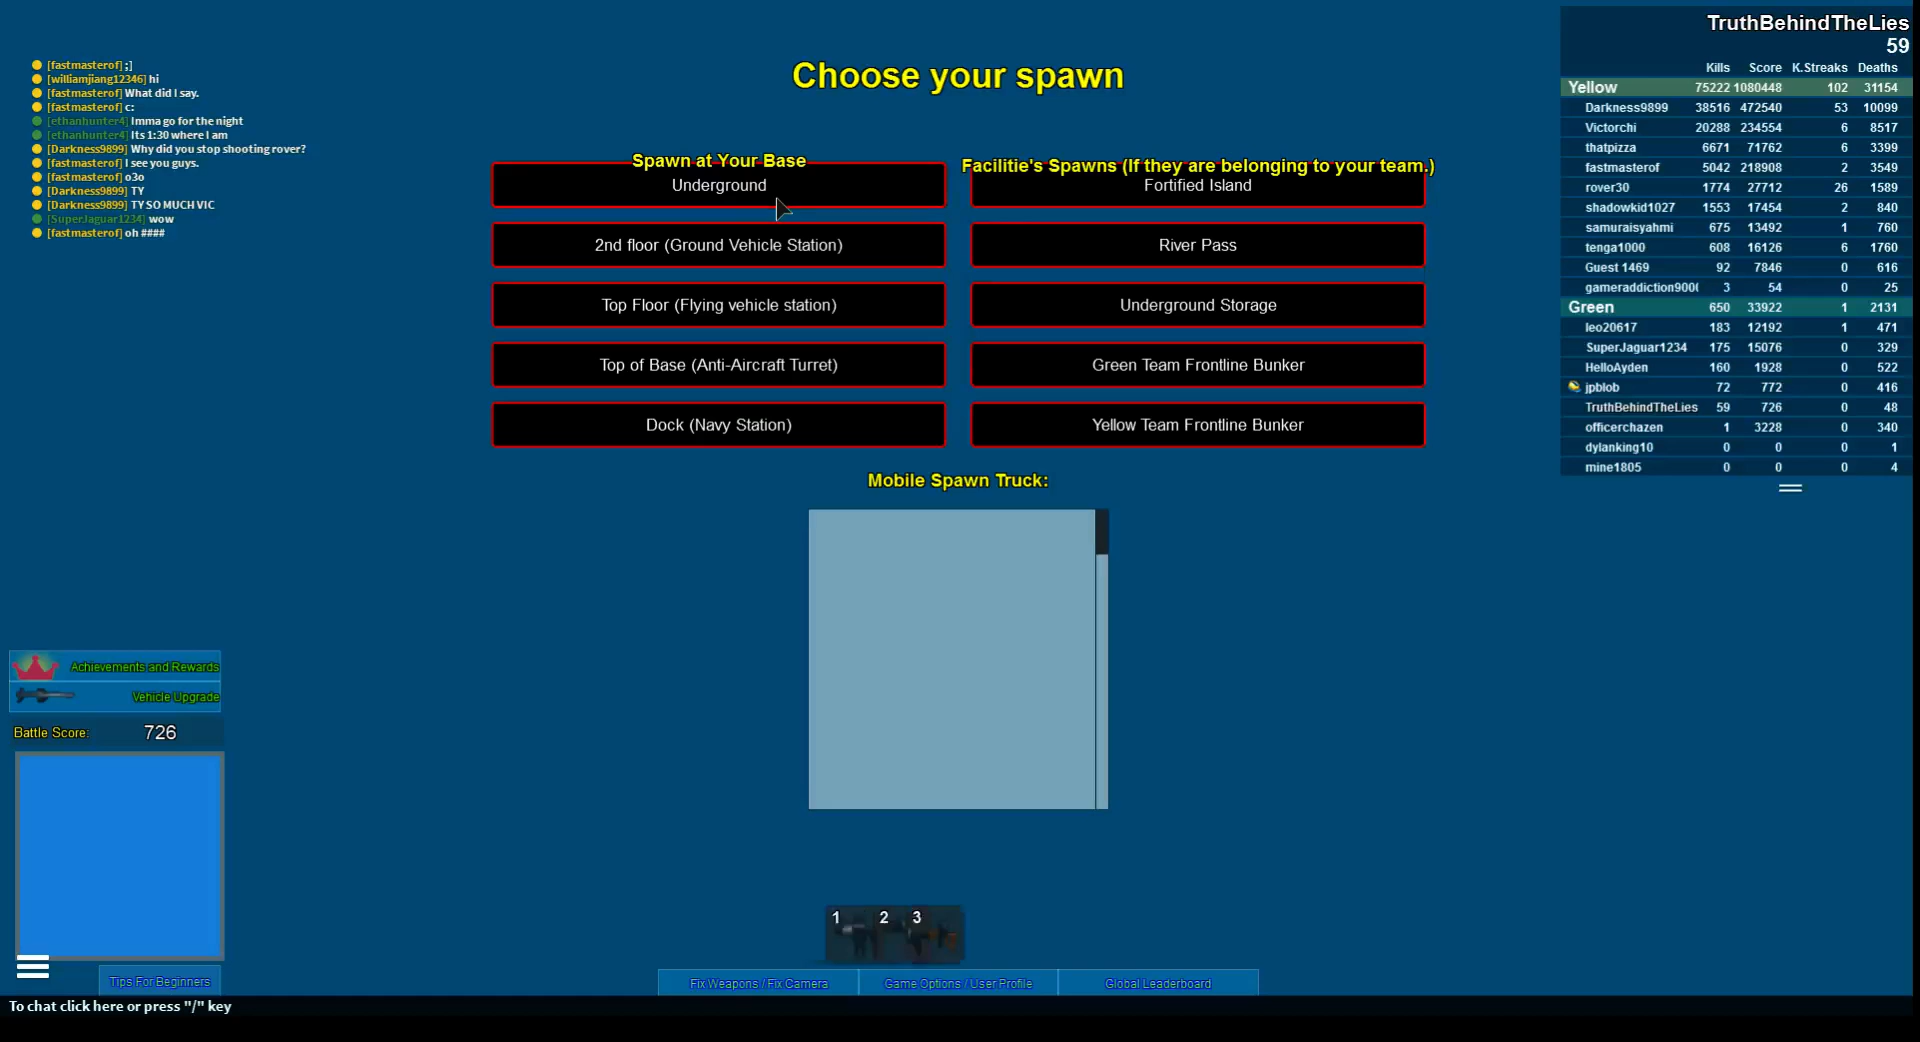 [fastmasterof] ;]
[williamjiang12346] hi
[fastmasterof] What did I say.
[fastmasterof] c:
[ethanhunter4] Imma go for the night
[ethanhunter4] Its 1:30 where I am
[Darkness9899] Why did you stop shooting rover?
[fastmasterof] I see you guys.
[fastmasterof] o3o
[Darkness9899] TY
[Darkness9899] TY SO MUCH VIC
[SuperJaguar1234] wow
[fastmasterof] oh ####
Choose your spawn
Spawn at Your Base
Underground
2nd floor (Ground Vehicle Station)
Top Floor (Flying vehicle station)
Top of Base (Anti-Aircraft Turret)
Dock (Navy Station)
Facilitie's Spawns (If they are belonging to your team.)
Fortified Island
River Pass
Underground Storage
Green Team Frontline Bunker
Yellow Team Frontline Bunker
Mobile Spawn Truck:
TruthBehindTheLies
59
Kills Score K.Streaks Deaths
Yellow 75222 1080448 102 31154
Darkness9899 38516 472540 53 10099
Victorchi 20288 234554 6 8517
thatpizza 6671 71762 6 3399
fastmasterof 5042 218908 2 3549
rover30 1774 27712 26 1589
shadowkid1027 1553 17454 2 840
samuraisyahmi 675 13492 1 760
tenga1000 608 16126 6 1760
Guest 1469 92 7846 0 616
gameraddiction900( 3 54 0 25
Green 650 33922 1 2131
leo20617 183 12192 1 471
SuperJaguar1234 175 15076 0 329
HelloAyden 160 1928 0 522
jpblob 72 772 0 416
TruthBehindTheLies 59 726 0 48
officerchazen 1 3228 0 340
dylanking10 0 0 0 1
mine1805 0 0 0 4
Achievements and Rewards
Vehicle Upgrade
Battle Score: 726
1 2 3
Tips For Beginners
Fix Weapons / Fix Camera
Game Options / User Profile
Global Leaderboard
To chat click here or press "/" key